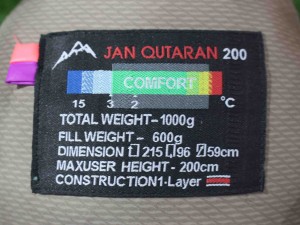 JAN QUTARAN 200
COMFORT
15 3 2 °C
TOTAL WEIGHT-1000g
FILL WEIGHT- 600g
DIMENSION 215 96 59cm
MAXUSER HEIGHT-200cm
CONSTRUCTION1-Layer